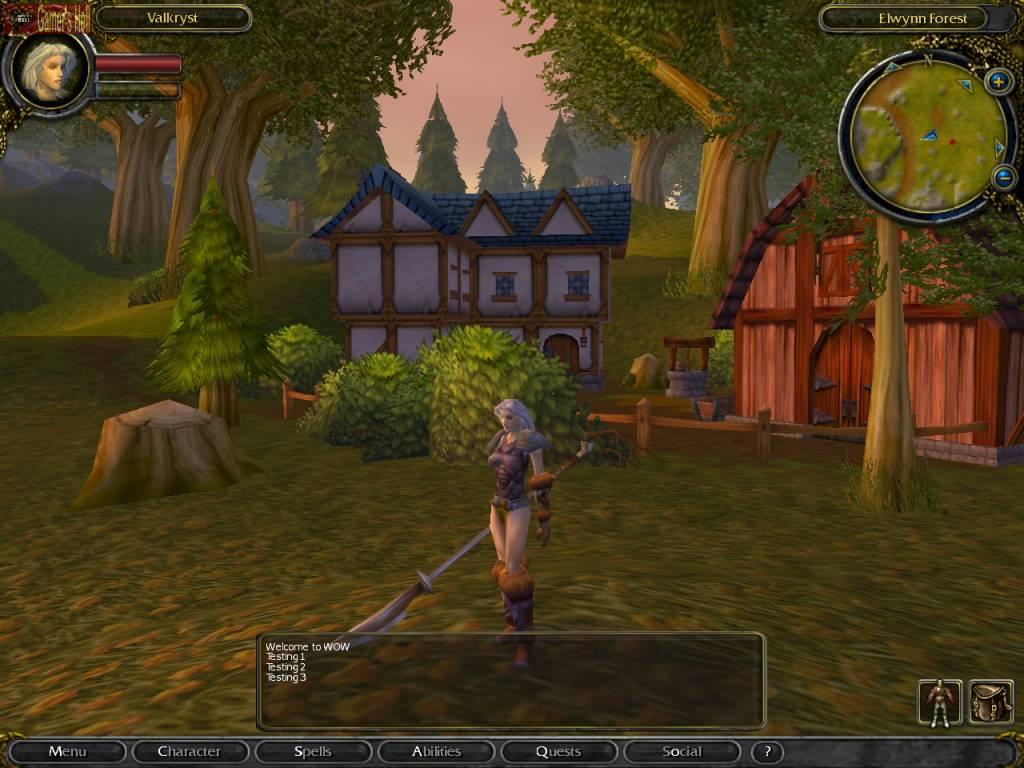 Gamer's Hell
Valkryst
Elwynn Forest
N
Welcome to WOW
Testing 1
Testing 2
Testing 3
Menu
Character
Spells
Abilities
Quests
Social
?